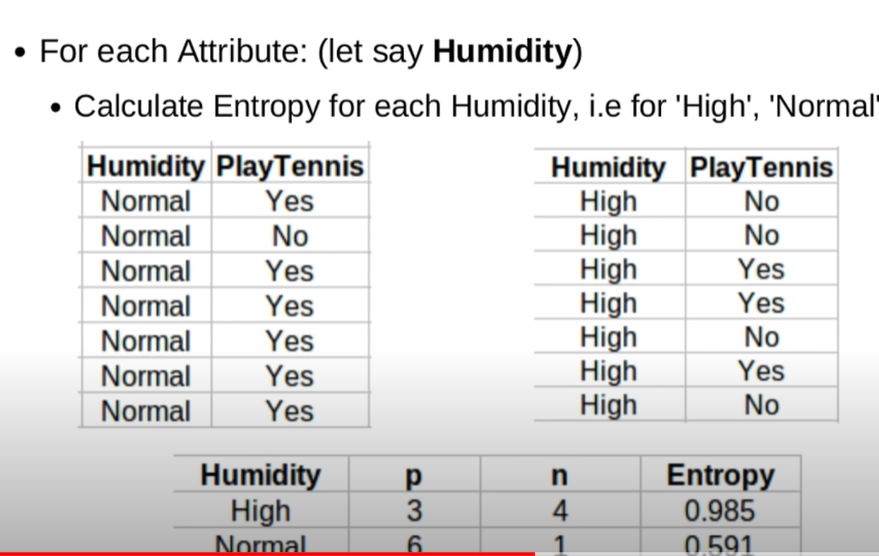 • For each Attribute: (let say Humidity)
• Calculate Entropy for each Humidity, i.e for 'High', 'Normal'
Humidity PlayTennis
Normal Yes
Normal No
Normal Yes
Normal Yes
Normal Yes
Normal Yes
Normal Yes
Humidity PlayTennis
High No
High No
High Yes
High Yes
High No
High Yes
High No
Humidity p n Entropy
High 3 4 0.985
Normal 6 1 0.591